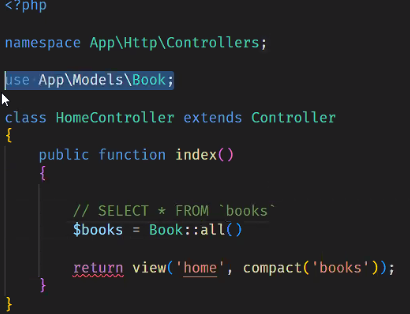 <?php
namespace App\Http\Controllers;
use App\Models\Book;
class HomeController extends Controller
{
public function index()
{
// SELECT * FROM `books`
$books = Book::all()
return view('home', compact('books'));
}
}